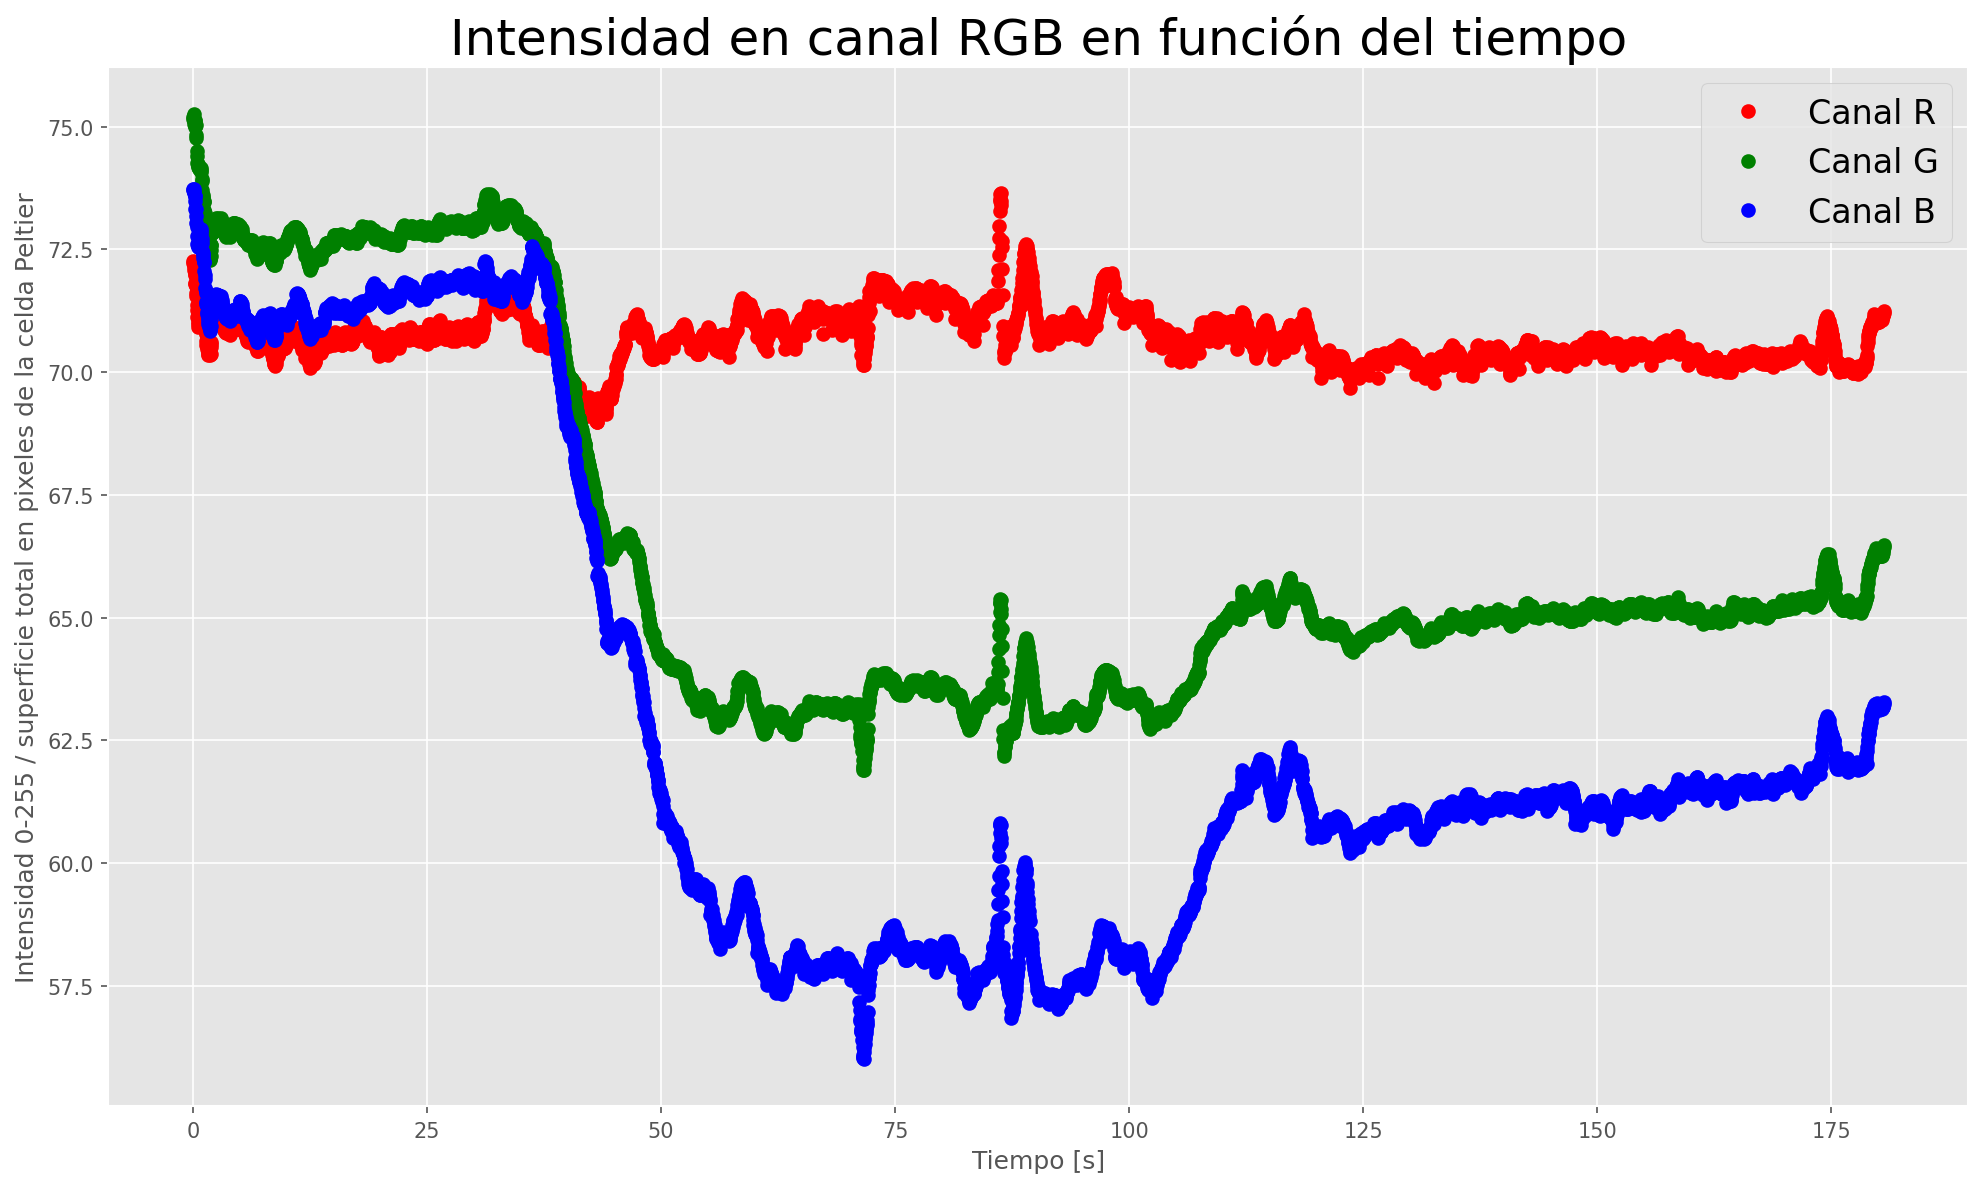 Intensidad en canal RGB en función del tiempo
Canal R
Canal G
Canal B
Intensidad 0-255 / superficie total en pixeles de la celda Peltier
75.0
72.5
70.0
67.5
65.0
62.5
60.0
57.5
0 25 50 75 100 125 150 175
Tiempo [s]